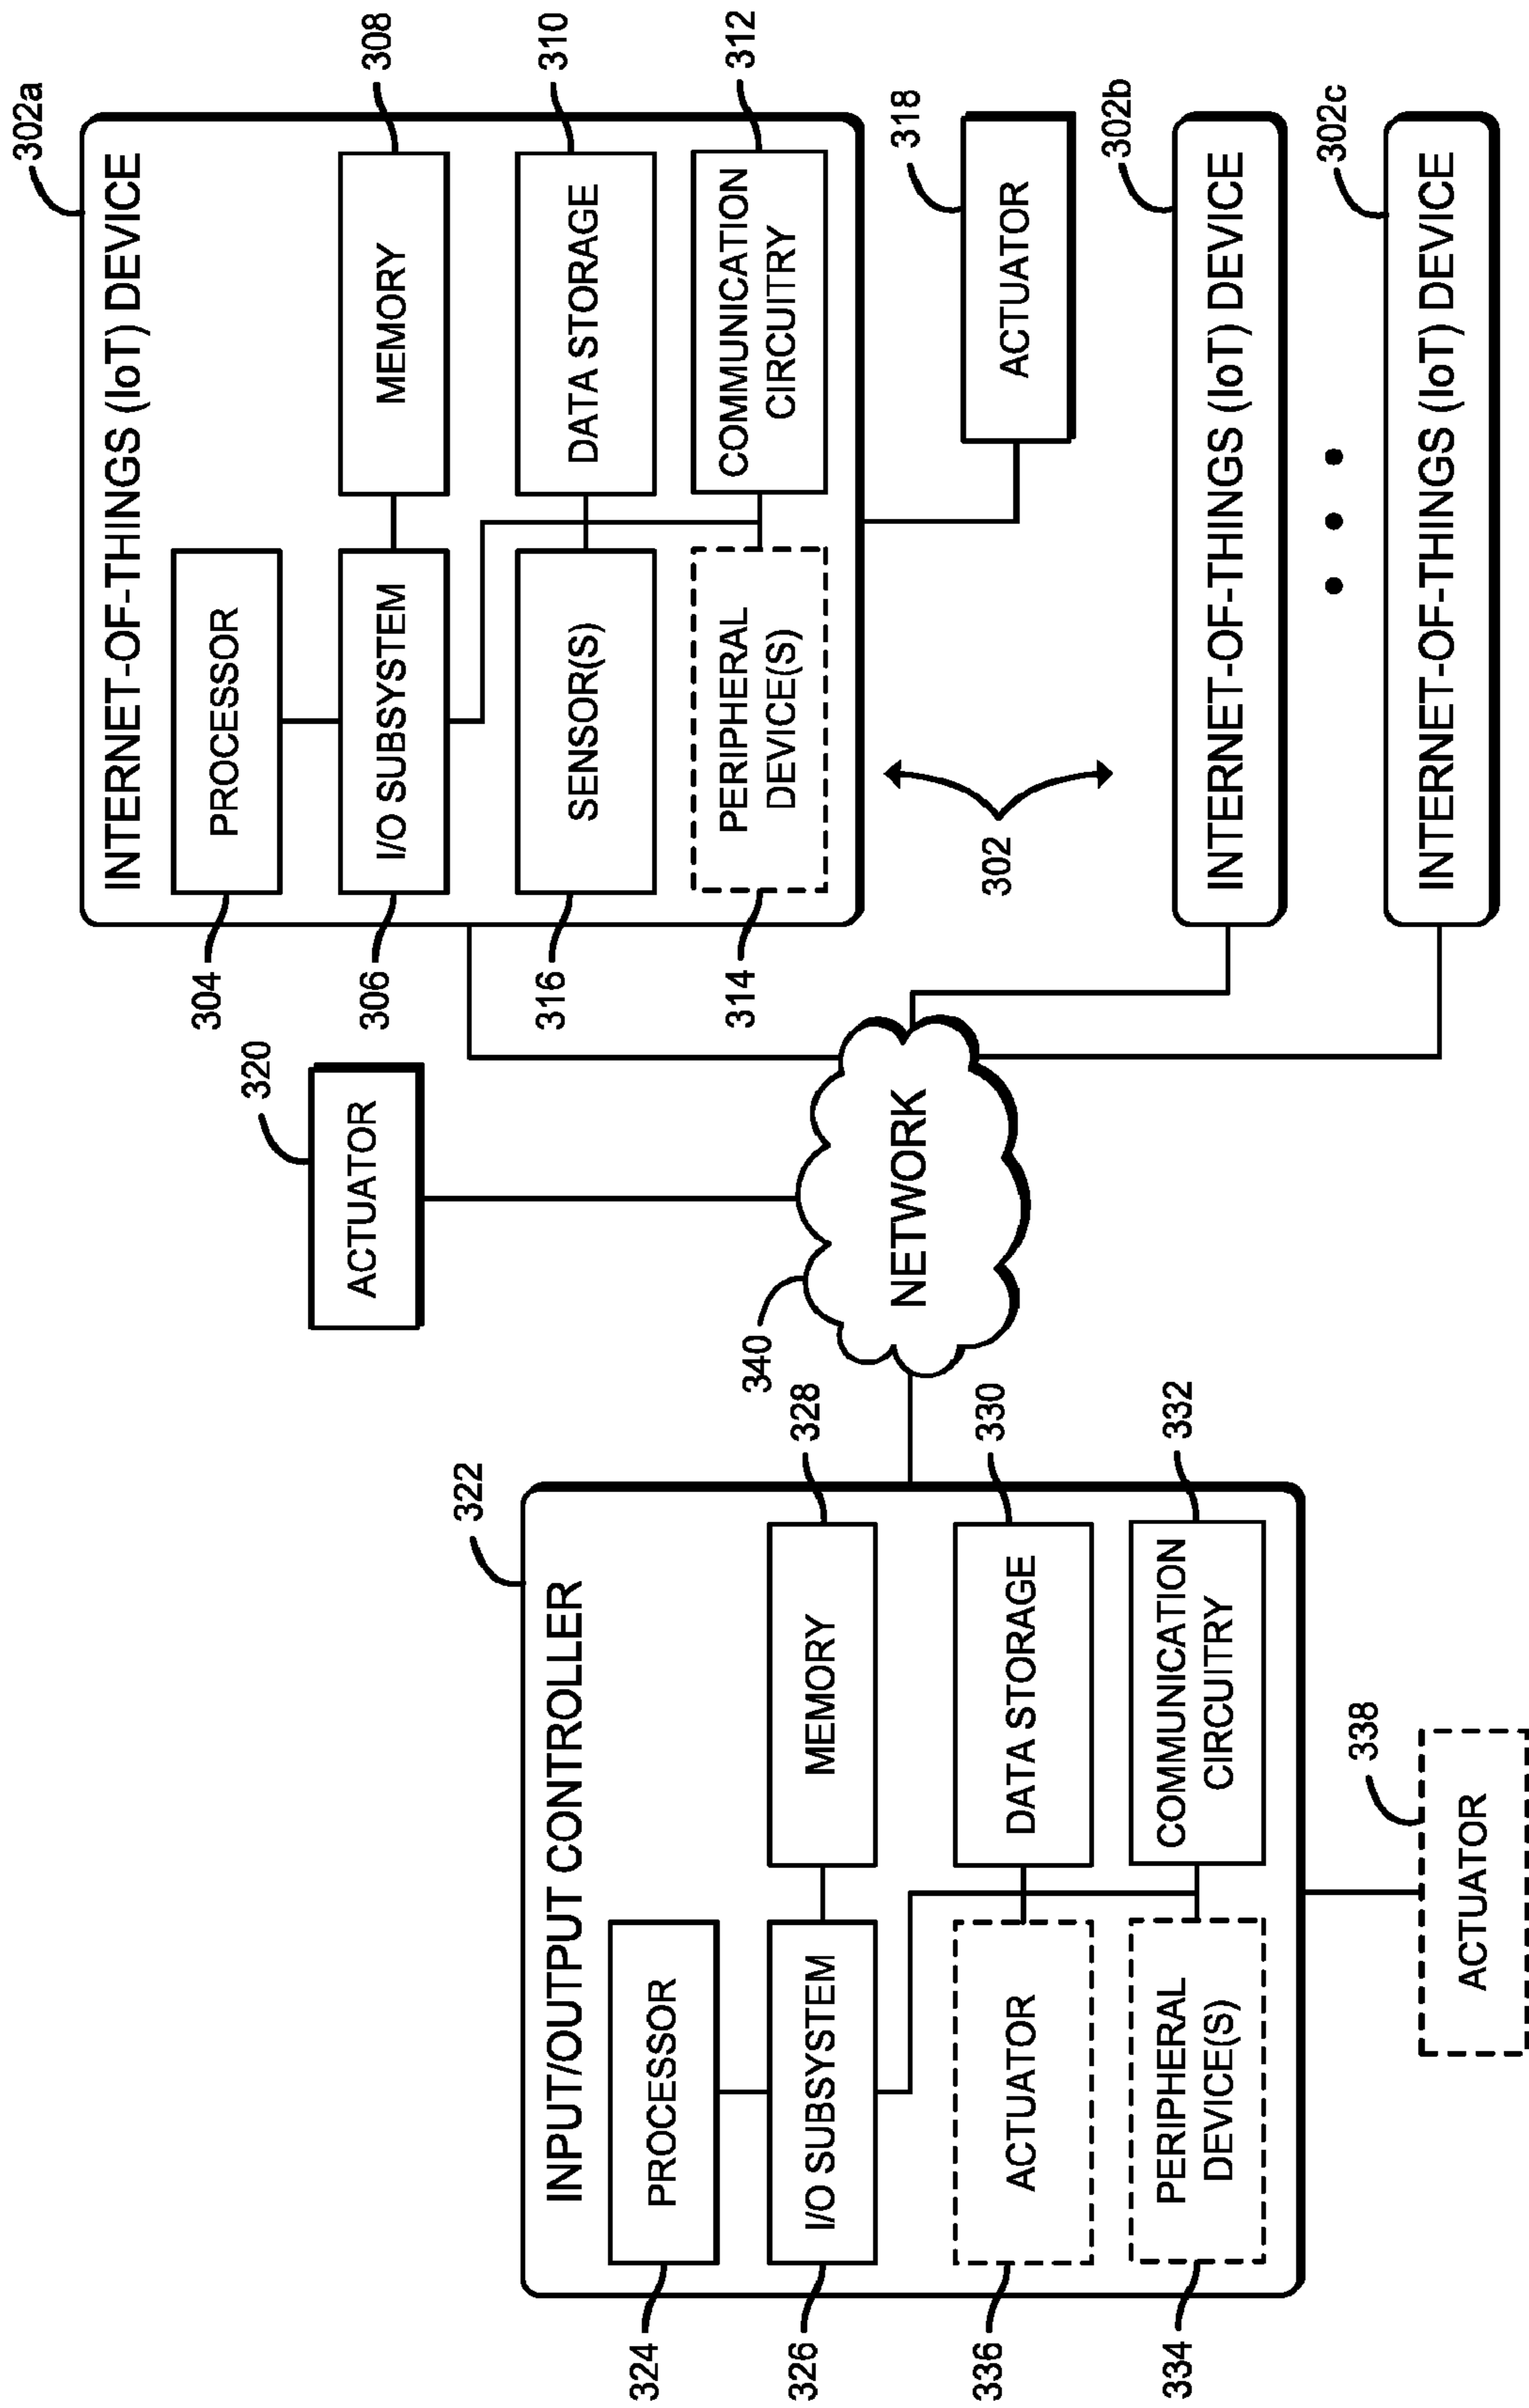 302a
INTERNET-OF-THINGS (IoT) DEVICE
PROCESSOR
304
I/O SUBSYSTEM
306
MEMORY
308
SENSOR(S)
316
DATA STORAGE
310
PERIPHERAL
DEVICE(S)
314
COMMUNICATION
CIRCUITRY
312
ACTUATOR
318
302
302b
INTERNET-OF-THINGS (IoT) DEVICE
302c
INTERNET-OF-THINGS (IoT) DEVICE
ACTUATOR
320
NETWORK
340
322
INPUT/OUTPUT CONTROLLER
PROCESSOR
324
I/O SUBSYSTEM
326
MEMORY
328
ACTUATOR
336
DATA STORAGE
330
PERIPHERAL
DEVICE(S)
334
COMMUNICATION
CIRCUITRY
332
ACTUATOR
338